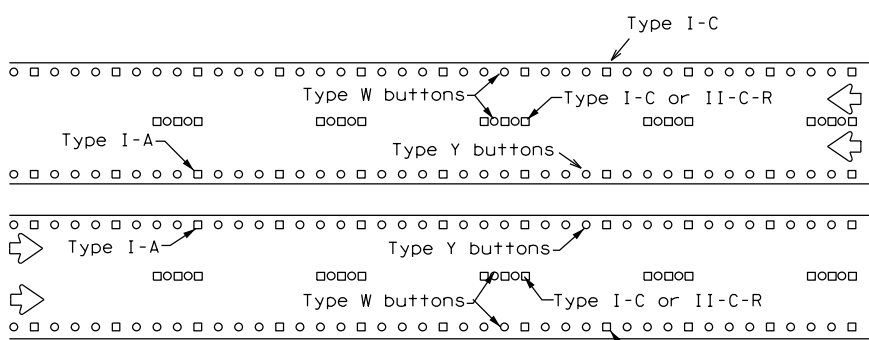 Type I-C
Type W buttons
Type I-C or II-C-R
Type I-A
Type Y buttons
Type I-A
Type Y buttons
Type W buttons
Type I-C or II-C-R